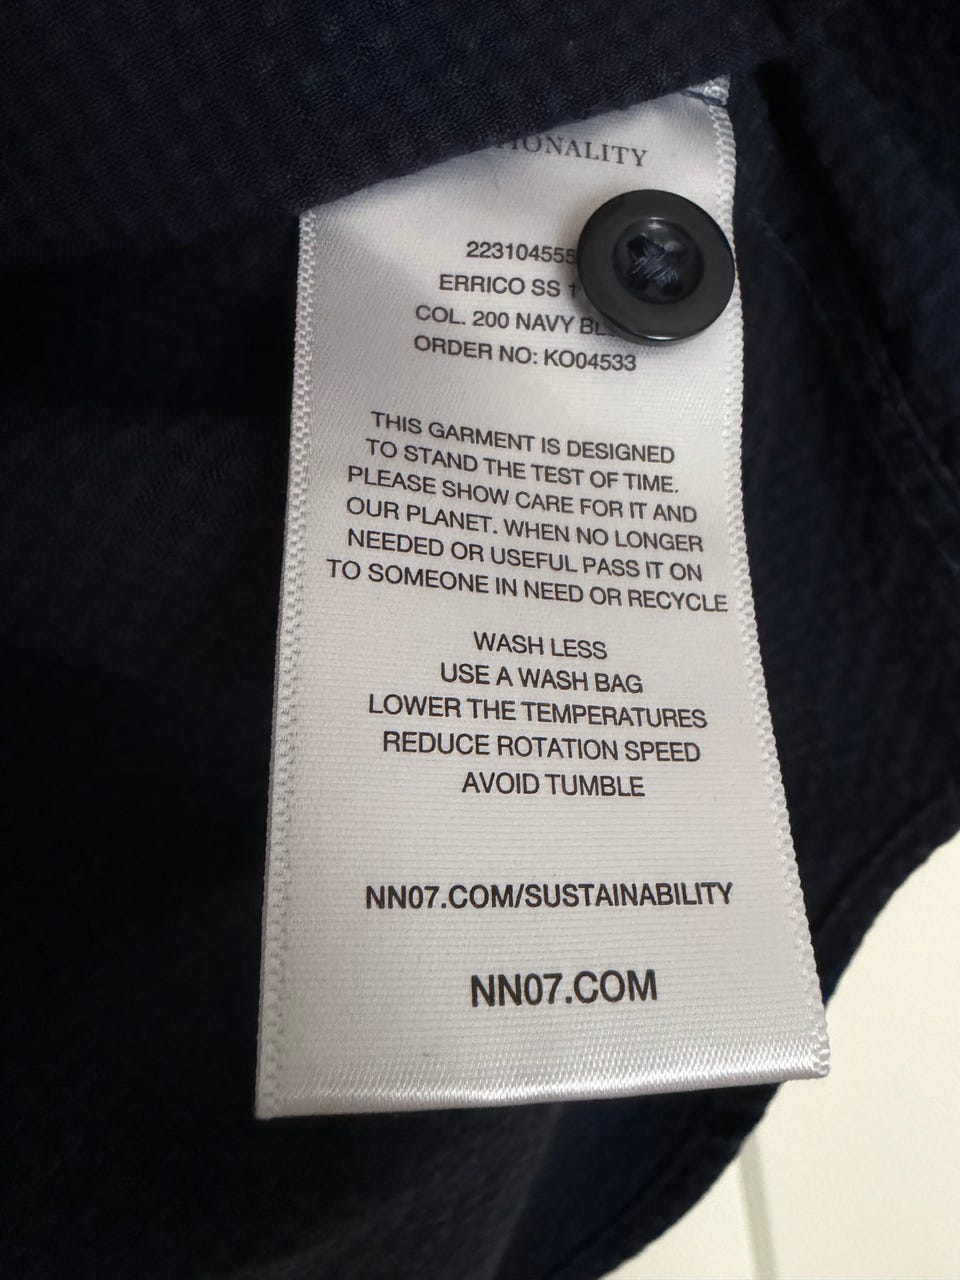 223104555
ERRICO SS
COL. 200 NAVY
ORDER NO: KO04533
THIS GARMENT IS DESIGNED
TO STAND THE TEST OF TIME.
PLEASE SHOW CARE FOR IT AND
OUR PLANET. WHEN NO LONGER
NEEDED OR USEFUL PASS IT ON
TO SOMEONE IN NEED OR RECYCLE
WASH LESS
USE A WASH BAG
LOWER THE TEMPERATURES
REDUCE ROTATION SPEED
AVOID TUMBLE
NN07.COM/SUSTAINABILITY
NN07.COM